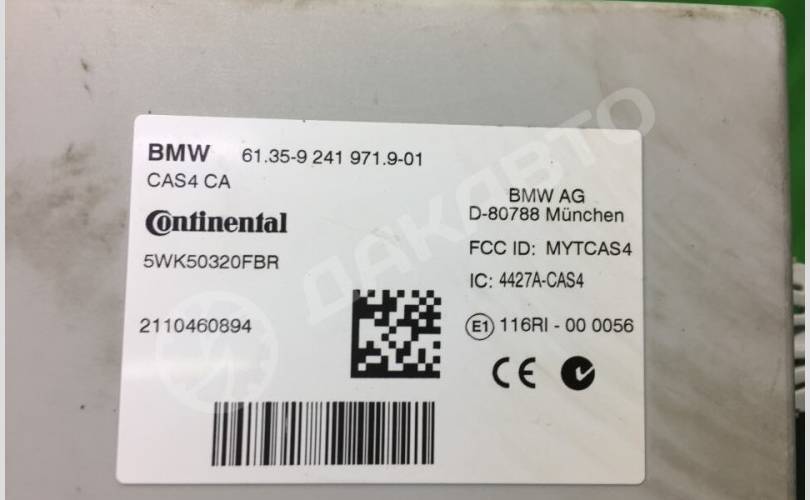 BMW 61.35-9 241 971.9-01
CAS4 CA
Continental
5WK50320FBR
2110460894
BMW AG
D-80788 München
FCC ID: MYTCAS4
IC: 4427A-CAS4
E1 116RI - 00 0056
CE
ДАКАВТО